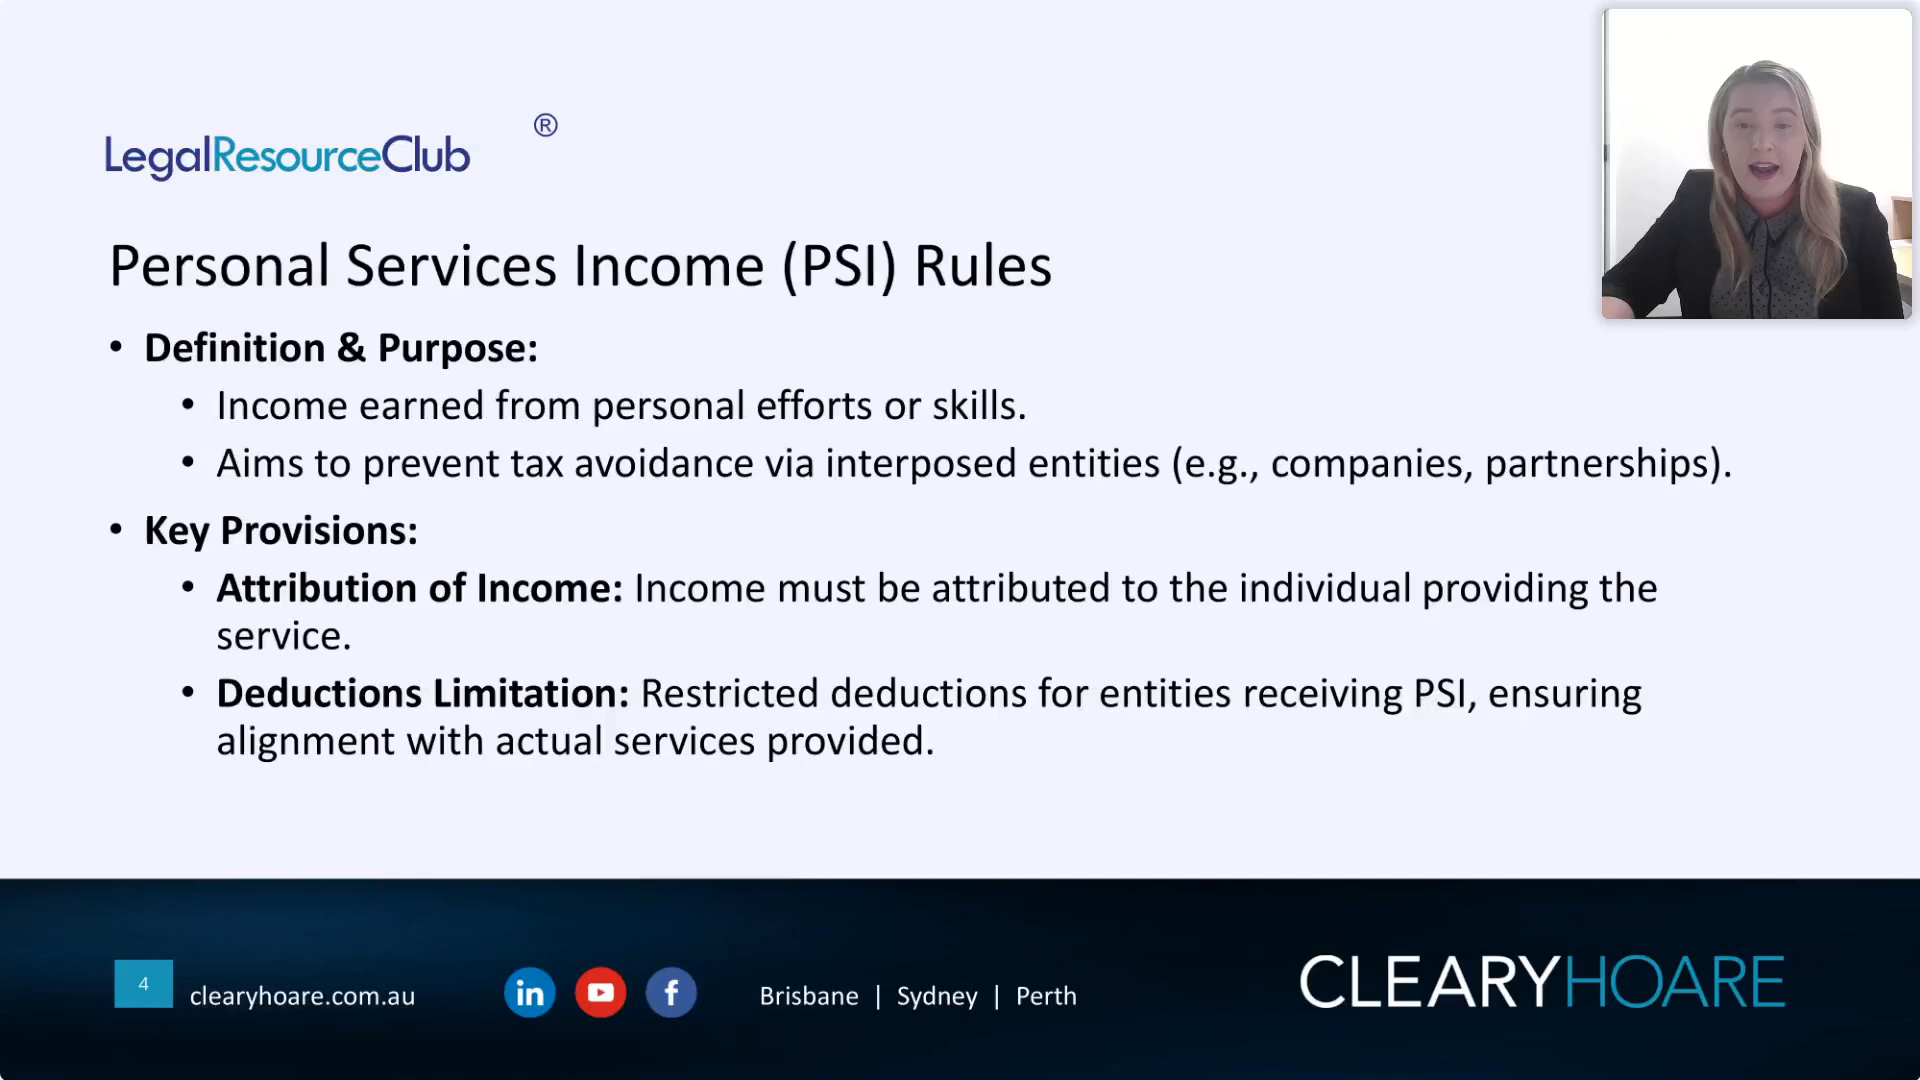 LegalResourceClub ®
Personal Services Income (PSI) Rules
• Definition & Purpose:
• Income earned from personal efforts or skills.
• Aims to prevent tax avoidance via interposed entities (e.g., companies, partnerships).
• Key Provisions:
• Attribution of Income: Income must be attributed to the individual providing the
service.
• Deductions Limitation: Restricted deductions for entities receiving PSI, ensuring
alignment with actual services provided.
4 clearyhoare.com.au in f Brisbane | Sydney | Perth CLEARYHOARE